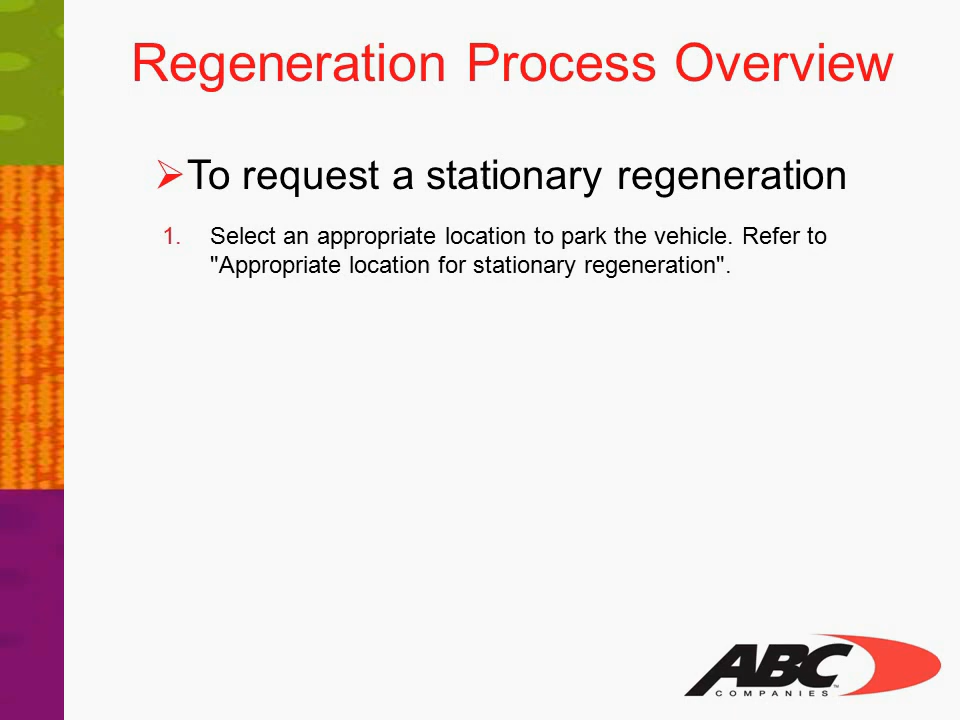 Regeneration Process Overview
To request a stationary regeneration
1. Select an appropriate location to park the vehicle. Refer to
"Appropriate location for stationary regeneration".
ABC
COMPANIES™